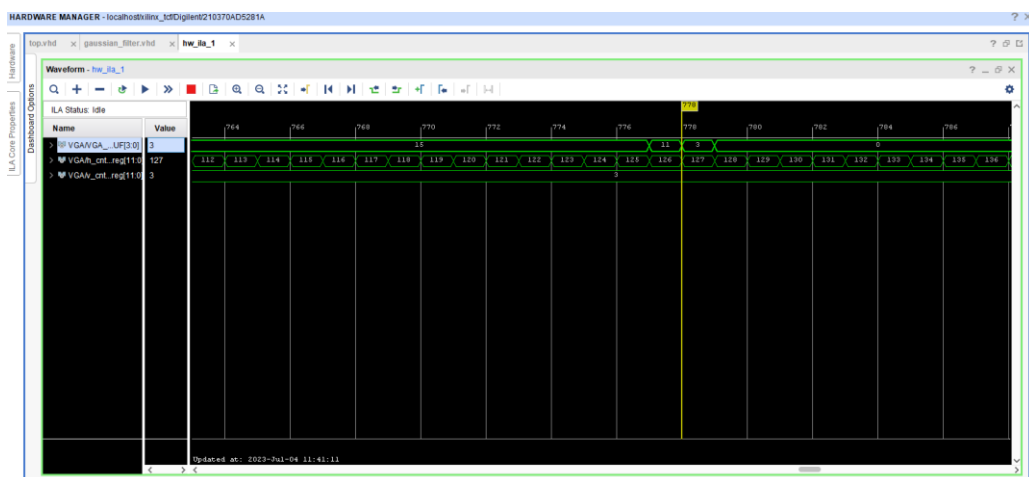 HARDWARE MANAGER - localhost/xilinx_tcf/Digilent/210370AD5281A
Hardware
ILA Core Properties
top.vhd
gaussian_filter.vhd
hw_ila_1
Dashboard Options
Waveform - hw_ila_1
ILA Status: Idle
Name Value
778
764 766 768 770 772 774 776 778 780 782 784 786
VGA/VGA_...UF[3:0] 3 15 11 3 0
VGA/h_cnt...reg[11:0] 127 112 113 114 115 116 117 118 119 120 121 122 123 124 125 126 127 128 129 130 131 132 133 134 135 136
VGA/v_cnt...reg[11:0] 3 3
Updated at: 2023-Jul-04 11:41:11